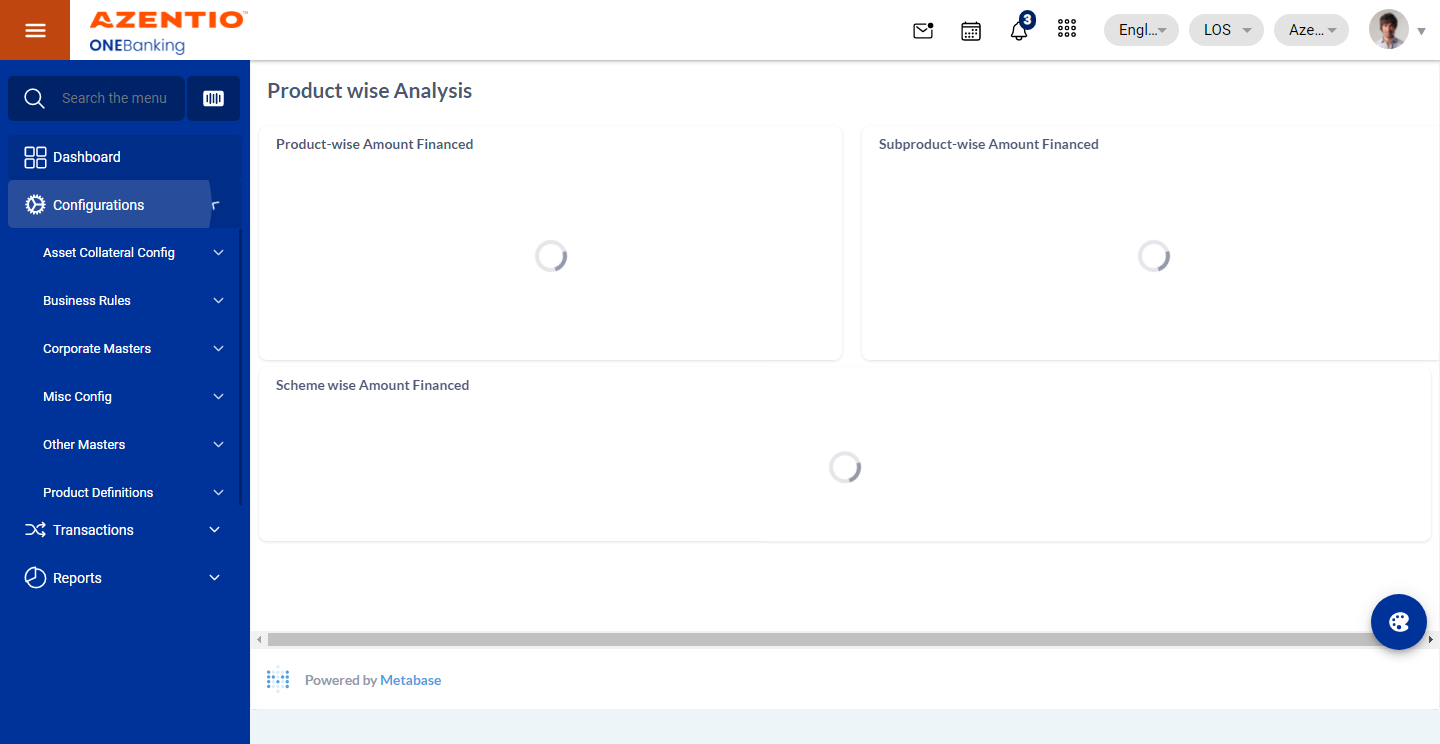 AZENTIO™
ONEBanking
3
Engl...
LOS
Aze...
Search the menu
Dashboard
Configurations
Asset Collateral Config
Business Rules
Corporate Masters
Misc Config
Other Masters
Product Definitions
Transactions
Reports
Product wise Analysis
Product-wise Amount Financed
Subproduct-wise Amount Financed
Scheme wise Amount Financed
Powered by Metabase